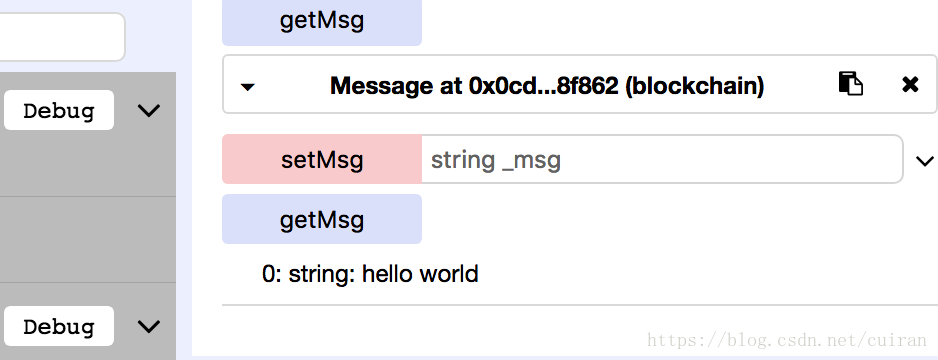 getMsg
Debug
Message at 0x0cd...8f862 (blockchain)
setMsg string _msg
getMsg
0: string: hello world
Debug
https://blog.csdn.net/cuiran